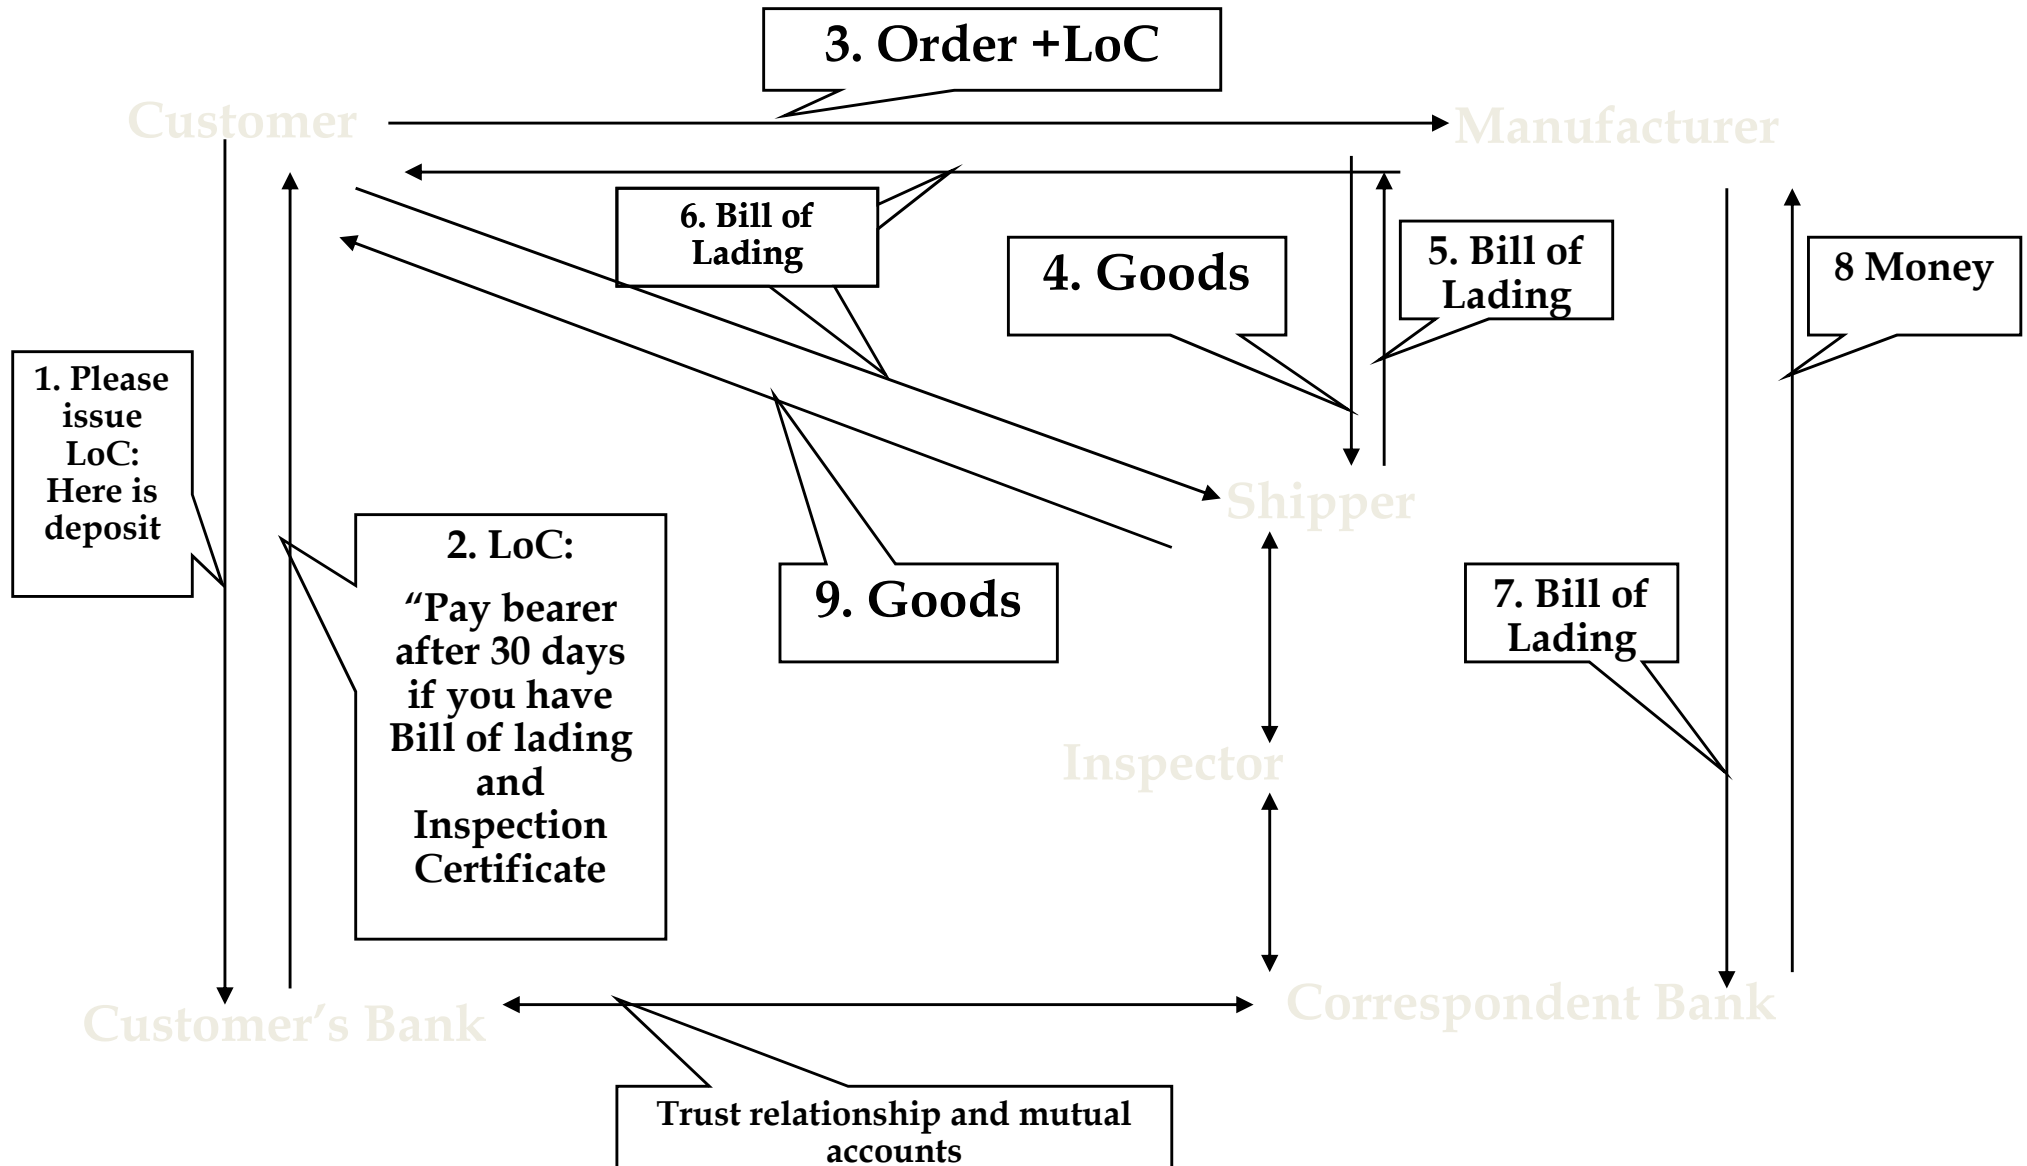 3. Order +LoC
Customer
Manufacturer
6. Bill of
Lading
4. Goods
5. Bill of
Lading
8 Money
1. Please
issue
LoC:
Here is
deposit
Shipper
2. LoC:
“Pay bearer
after 30 days
if you have
Bill of lading
and
Inspection
Certificate
9. Goods
7. Bill of
Lading
Inspector
Customer’s Bank
Correspondent Bank
Trust relationship and mutual
accounts